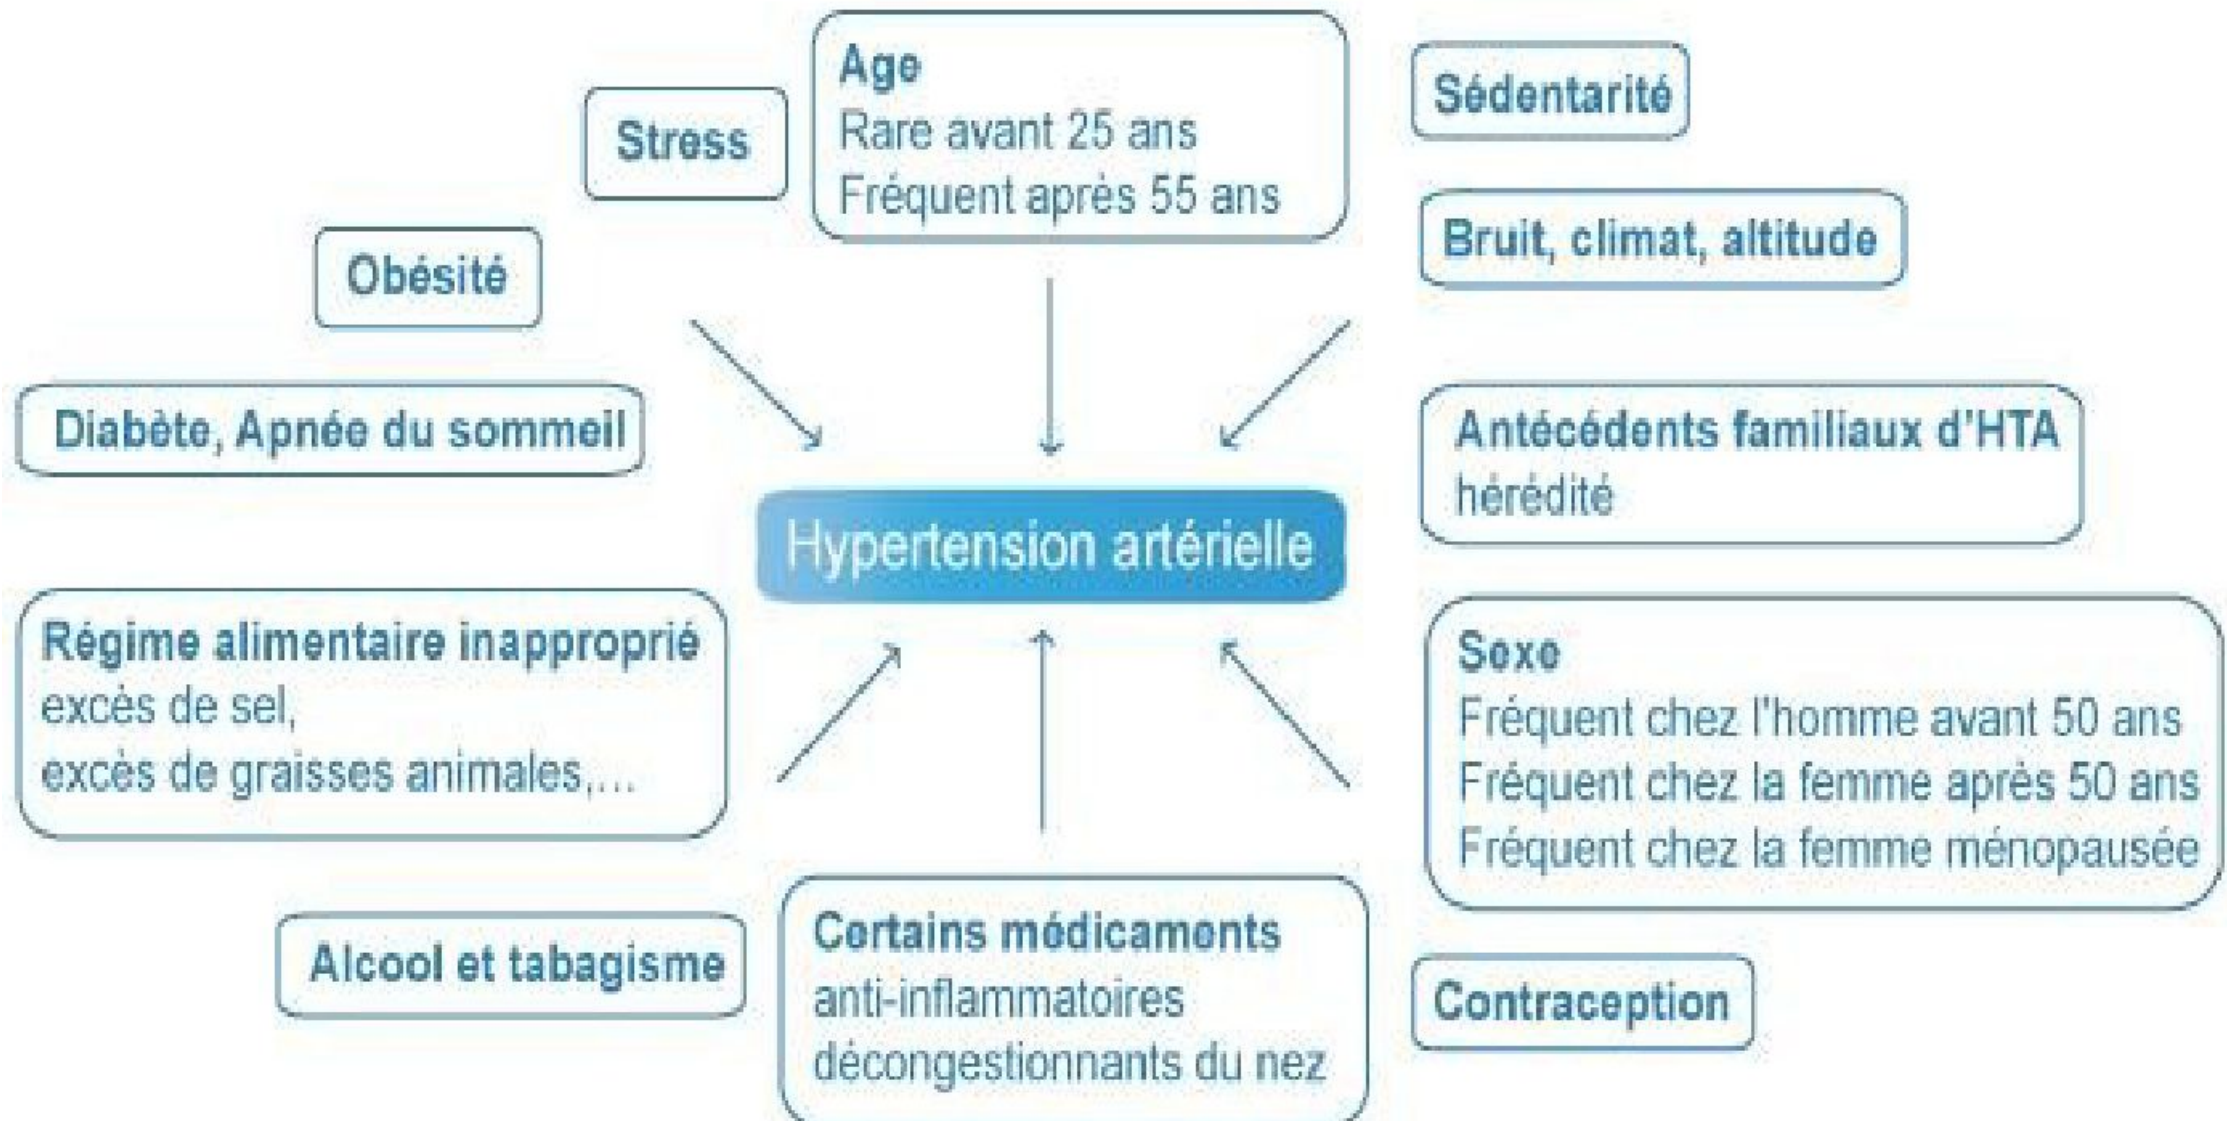 Age
Rare avant 25 ans
Fréquent après 55 ans
Stress
Sédentarité
Obésité
Bruit, climat, altitude
Diabète, Apnée du sommeil
Antécédents familiaux d'HTA
hérédité
Hypertension artérielle
Régime alimentaire inapproprié
excès de sel,
excès de graisses animales,...
Sexe
Fréquent chez l'homme avant 50 ans
Fréquent chez la femme après 50 ans
Fréquent chez la femme ménopausée
Alcool et tabagisme
Certains médicaments
anti-inflammatoires
décongestionnants du nez
Contraception